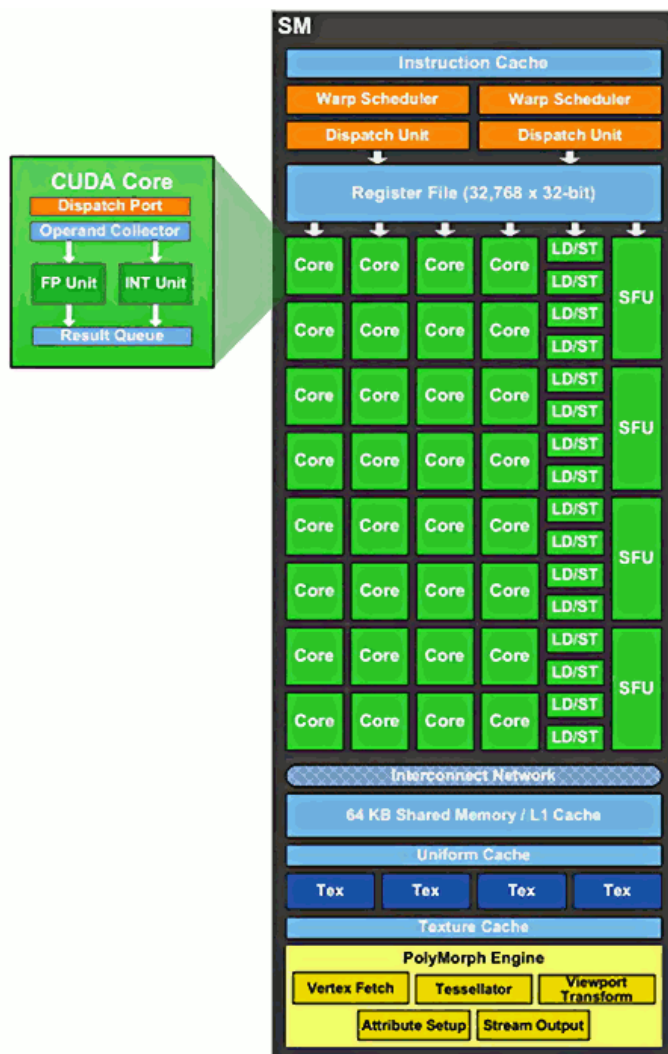 SM
Instruction Cache
Warp Scheduler Warp Scheduler
Dispatch Unit Dispatch Unit
Register File (32,768 x 32-bit)
CUDA Core
Dispatch Port
Operand Collector
FP Unit INT Unit
Result Queue
Core Core Core Core LD/ST SFU
LD/ST
Core Core Core Core LD/ST
LD/ST
Core Core Core Core LD/ST SFU
LD/ST
Core Core Core Core LD/ST
LD/ST
Core Core Core Core LD/ST SFU
LD/ST
Core Core Core Core LD/ST
LD/ST
Core Core Core Core LD/ST SFU
LD/ST
Core Core Core Core LD/ST
LD/ST
Interconnect Network
64 KB Shared Memory / L1 Cache
Uniform Cache
Tex Tex Tex Tex
Texture Cache
PolyMorph Engine
Vertex Fetch Tessellator Viewport Transform
Attribute Setup Stream Output